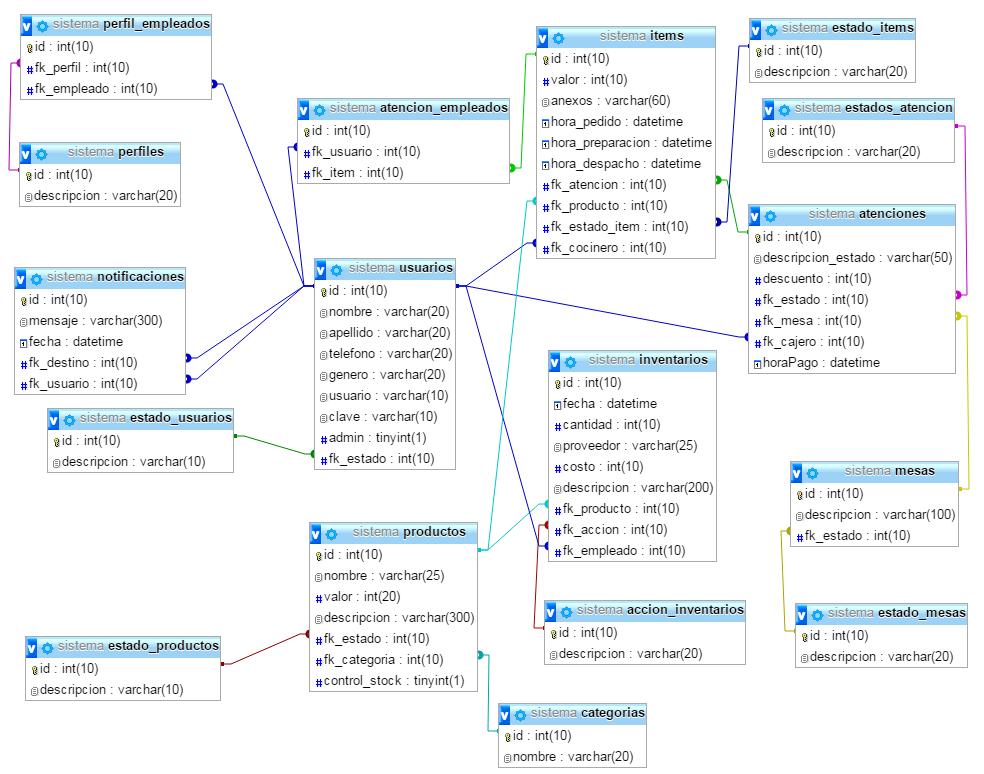 sistema perfil_empleados
id : int(10)
fk_perfil : int(10)
fk_empleado : int(10)
sistema perfiles
id : int(10)
descripcion : varchar(20)
sistema atencion_empleados
id : int(10)
fk_usuario : int(10)
fk_item : int(10)
sistema items
id : int(10)
valor : int(10)
anexos : varchar(60)
hora_pedido : datetime
hora_preparacion : datetime
hora_despacho : datetime
fk_atencion : int(10)
fk_producto : int(10)
fk_estado_item : int(10)
fk_cocinero : int(10)
sistema estado_items
id : int(10)
descripcion : varchar(20)
sistema estados_atencion
id : int(10)
descripcion : varchar(20)
sistema atenciones
id : int(10)
descripcion_estado : varchar(50)
descuento : int(10)
fk_estado : int(10)
fk_mesa : int(10)
fk_cajero : int(10)
horaPago : datetime
sistema notificaciones
id : int(10)
mensaje : varchar(300)
fecha : datetime
fk_destino : int(10)
fk_usuario : int(10)
sistema usuarios
id : int(10)
nombre : varchar(20)
apellido : varchar(20)
telefono : varchar(20)
genero : varchar(20)
usuario : varchar(10)
clave : varchar(10)
admin : tinyint(1)
fk_estado : int(10)
sistema estado_usuarios
id : int(10)
descripcion : varchar(10)
sistema inventarios
id : int(10)
fecha : datetime
cantidad : int(10)
proveedor : varchar(25)
costo : int(10)
descripcion : varchar(200)
fk_producto : int(10)
fk_accion : int(10)
fk_empleado : int(10)
sistema mesas
id : int(10)
descripcion : varchar(100)
fk_estado : int(10)
sistema productos
id : int(10)
nombre : varchar(25)
valor : int(20)
descripcion : varchar(300)
fk_estado : int(10)
fk_categoria : int(10)
control_stock : tinyint(1)
sistema accion_inventarios
id : int(10)
descripcion : varchar(20)
sistema estado_mesas
id : int(10)
descripcion : varchar(20)
sistema estado_productos
id : int(10)
descripcion : varchar(10)
sistema categorias
id : int(10)
nombre : varchar(20)